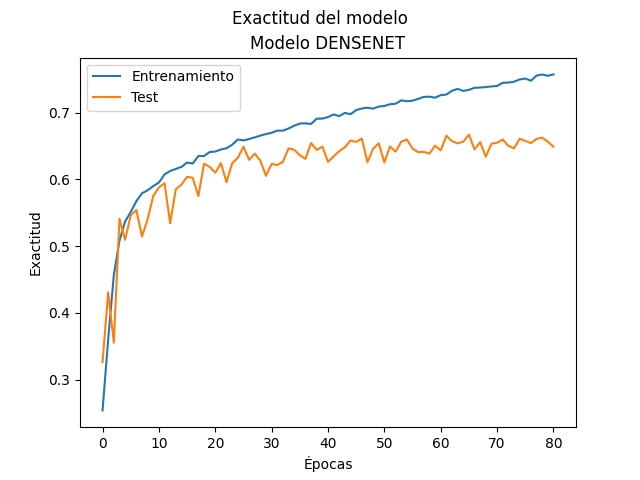 Exactitud del modelo
Modelo DENSENET
Entrenamiento
Test
Exactitud
0.7
0.6
0.5
0.4
0.3
0 10 20 30 40 50 60 70 80
Épocas